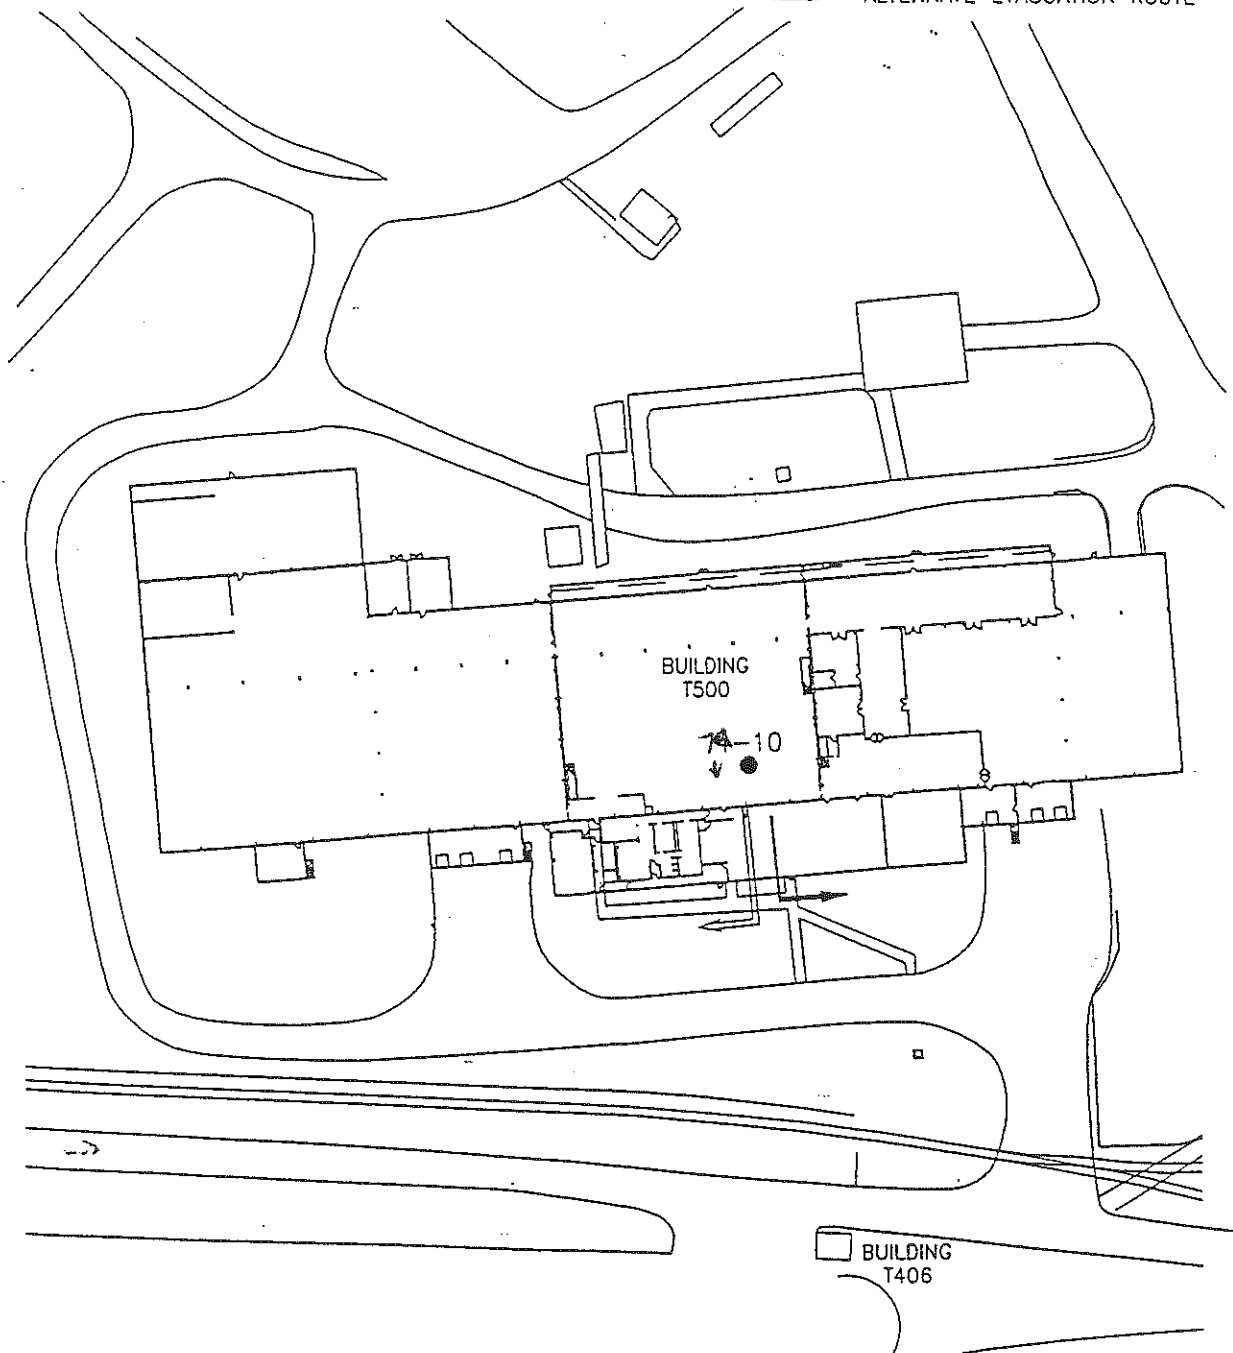 ALTERNATE EVACUATION ROUTE
BUILDING
T500
-10
BUILDING
T406